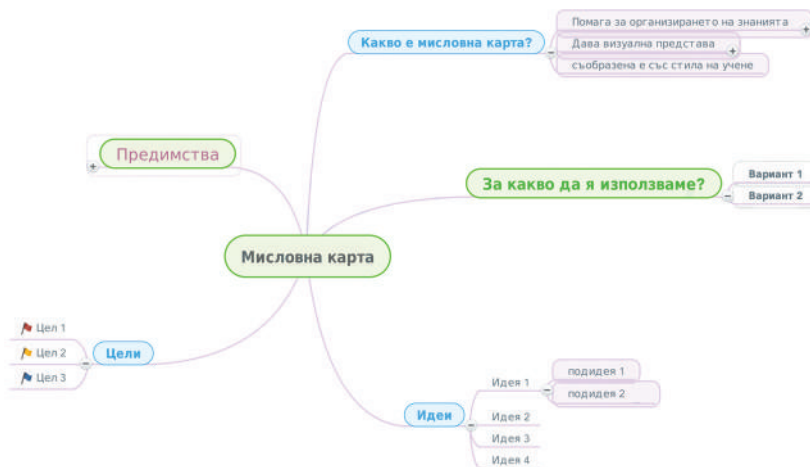 Какво е мисловна карта?
Помага за организирането на знанията
Дава визуална представа
съобразена е със стила на учене
Предимства
За какво да я използваме?
Вариант 1
Вариант 2
Мисловна карта
Цели
Цел 1
Цел 2
Цел 3
Идеи
Идея 1
подидея 1
подидея 2
Идея 2
Идея 3
Идея 4